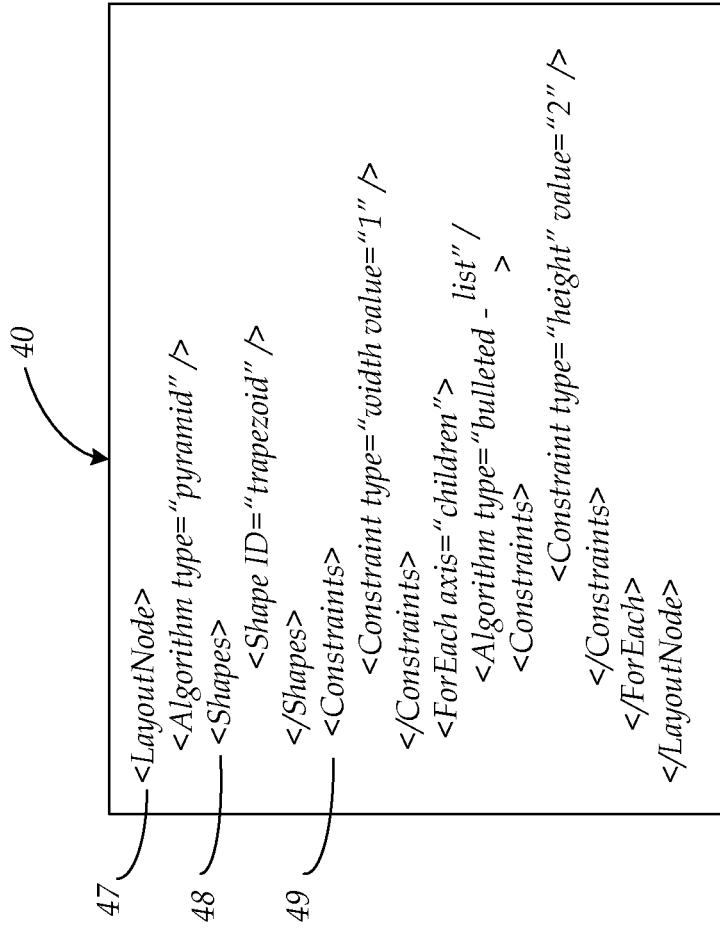 40
47
<LayoutNode>
<Algorithm type=“pyramid” />
48
<Shapes>
<Shape ID=“trapezoid” />
</Shapes>
49
<Constraints>
<Constraint type=“width value=“1” />
</Constraints>
<ForEach axis=“children”>
<Algorithm type=“bulleted - list” /
>
<Constraints>
<Constraint type=“height” value=“2” />
</Constraints>
</ForEach>
</LayoutNode>